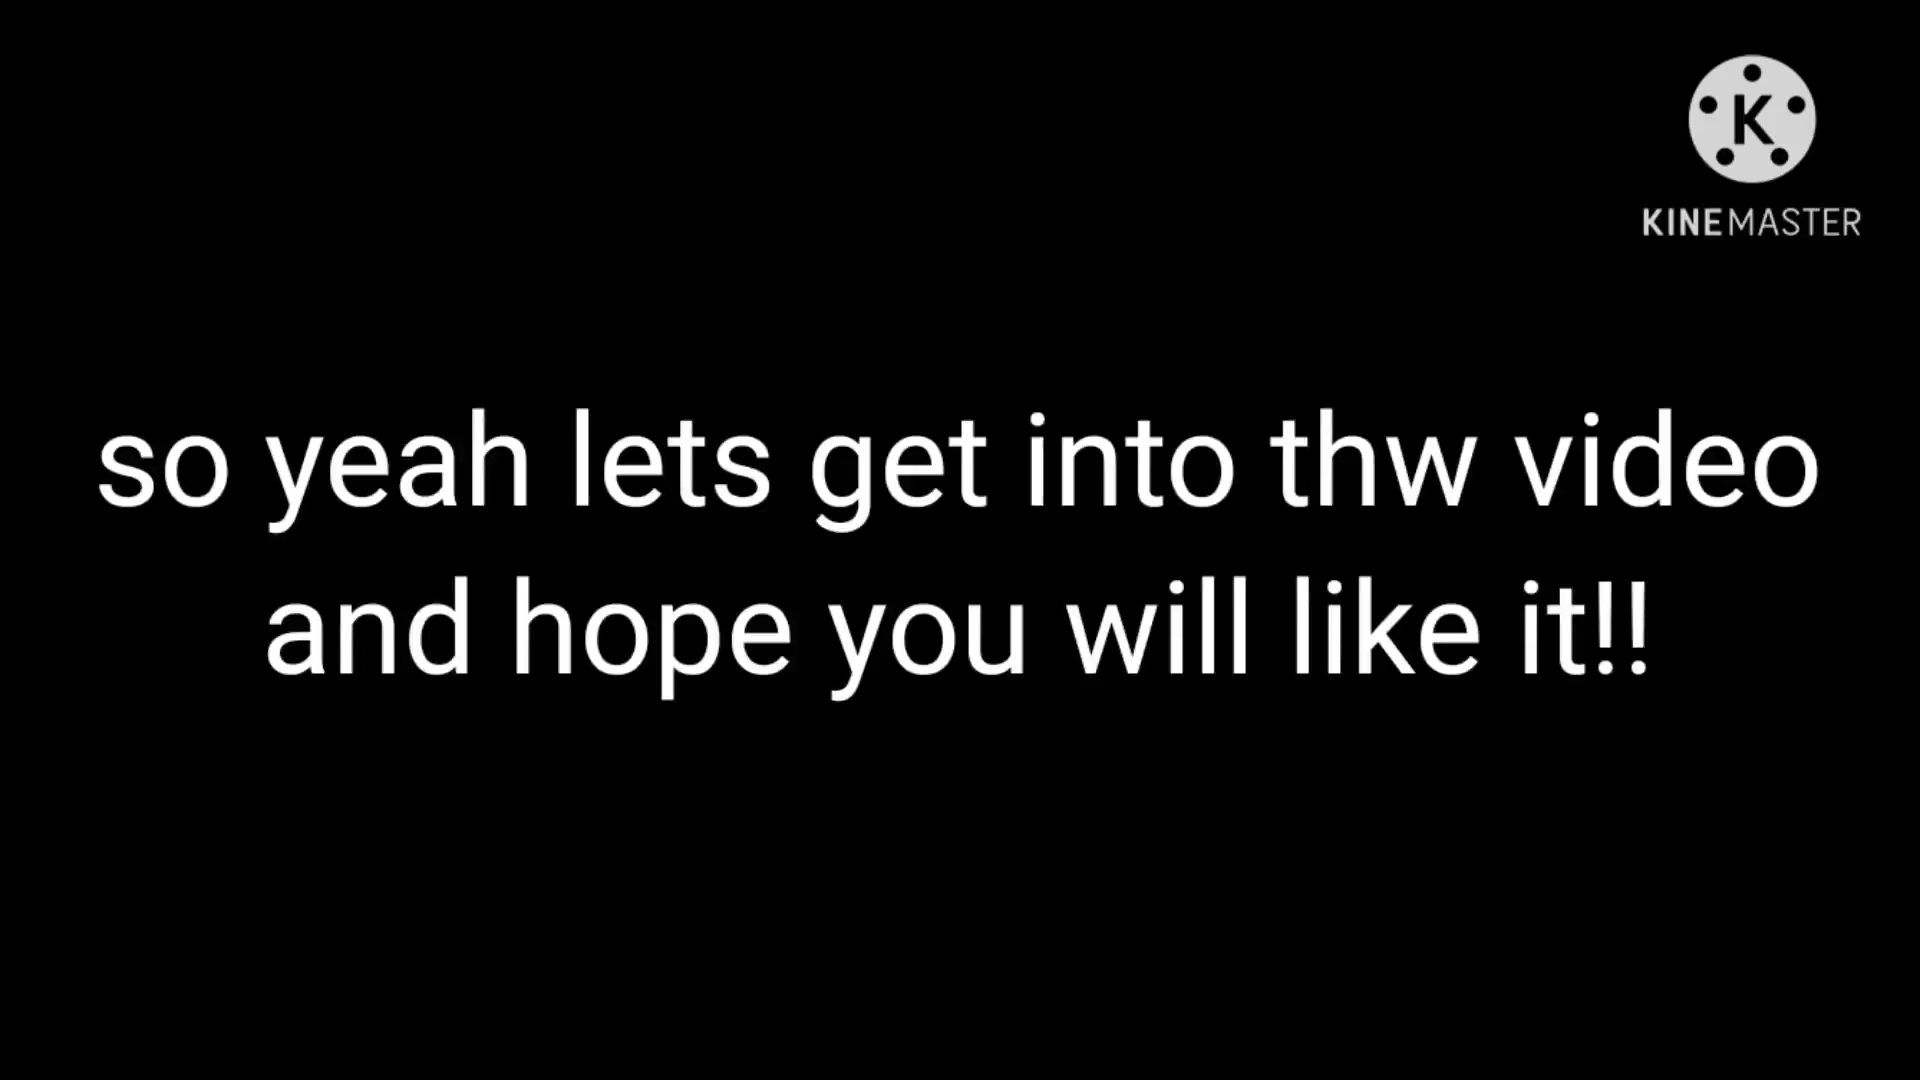 K
KINEMASTER
so yeah lets get into thw video
and hope you will like it!!